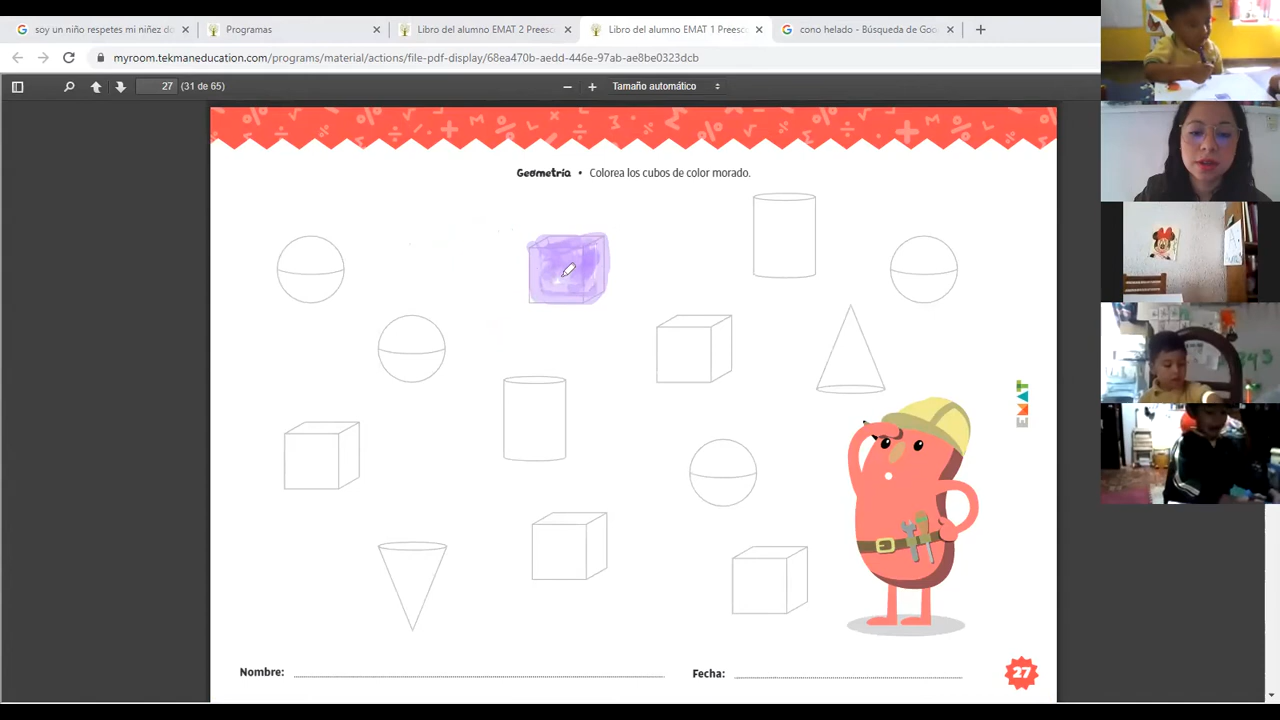 soy un niño respetes mi niñez do
Programas
Libro del alumno EMAT 2 Preesc
Libro del alumno EMAT 1 Preesc
cono helado - Búsqueda de Goo
myroom.tekmaneducation.com/programs/material/actions/file-pdf-display/68ea470b-aedd-446e-97ab-ae8be0323dcb
27 (31 de 65)
Tamaño automático
Geometría • Colorea los cubos de color morado.
EMAT
Nombre:
Fecha:
27